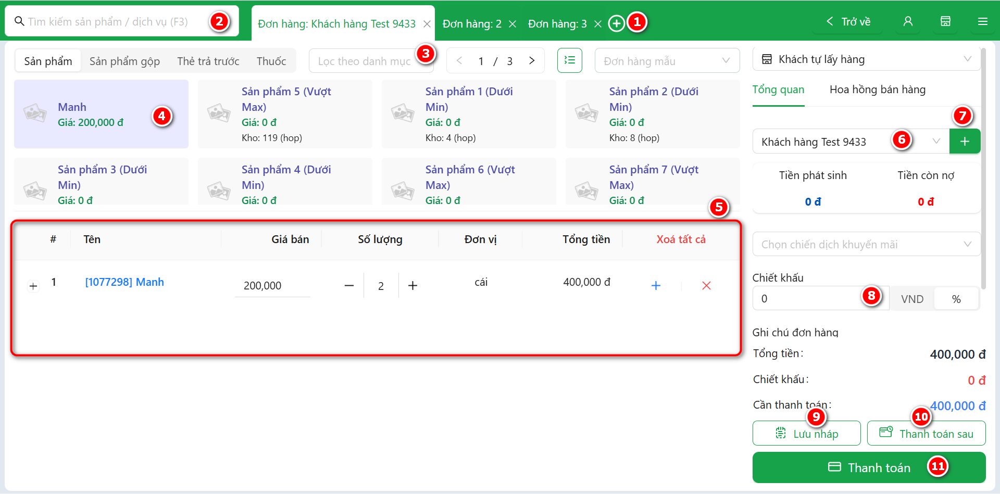 Tìm kiếm sản phẩm / dịch vụ (F3)
2
Đơn hàng: Khách hàng Test 9433
Đơn hàng: 2
Đơn hàng: 3
1
Trở về
Sản phẩm
Sản phẩm gộp
Thẻ trả trước
Thuốc
Lọc theo danh mục
3
1 / 3
Đơn hàng mẫu
Manh
Giá: 200,000 đ
4
Sản phẩm 5 (Vượt
Max)
Giá: 0 đ
Kho: 119 (hop)
Sản phẩm 1 (Dưới
Min)
Giá: 0 đ
Kho: 4 (hop)
Sản phẩm 2 (Dưới
Min)
Giá: 0 đ
Kho: 8 (hop)
Sản phẩm 3 (Dưới
Min)
Giá: 0 đ
Sản phẩm 4 (Dưới
Min)
Giá: 0 đ
Sản phẩm 6 (Vượt
Max)
Giá: 0 đ
Sản phẩm 7 (Vượt
Max)
Giá: 0 đ
5
# Tên Giá bán Số lượng Đơn vị Tổng tiền Xoá tất cả
1 [1077298] Manh 200,000 2 cái 400,000 đ
Khách tự lấy hàng
Tổng quan
Hoa hồng bán hàng
7
Khách hàng Test 9433
6
Tiền phát sinh
Tiền còn nợ
0 đ
0 đ
Chọn chiến dịch khuyến mãi
Chiết khấu
0
8
VND
%
Ghi chú đơn hàng
Tổng tiền: 400,000 đ
Chiết khấu: 0 đ
Cần thanh toán: 400,000 đ
9
10
Lưu nháp
Thanh toán sau
Thanh toán
11